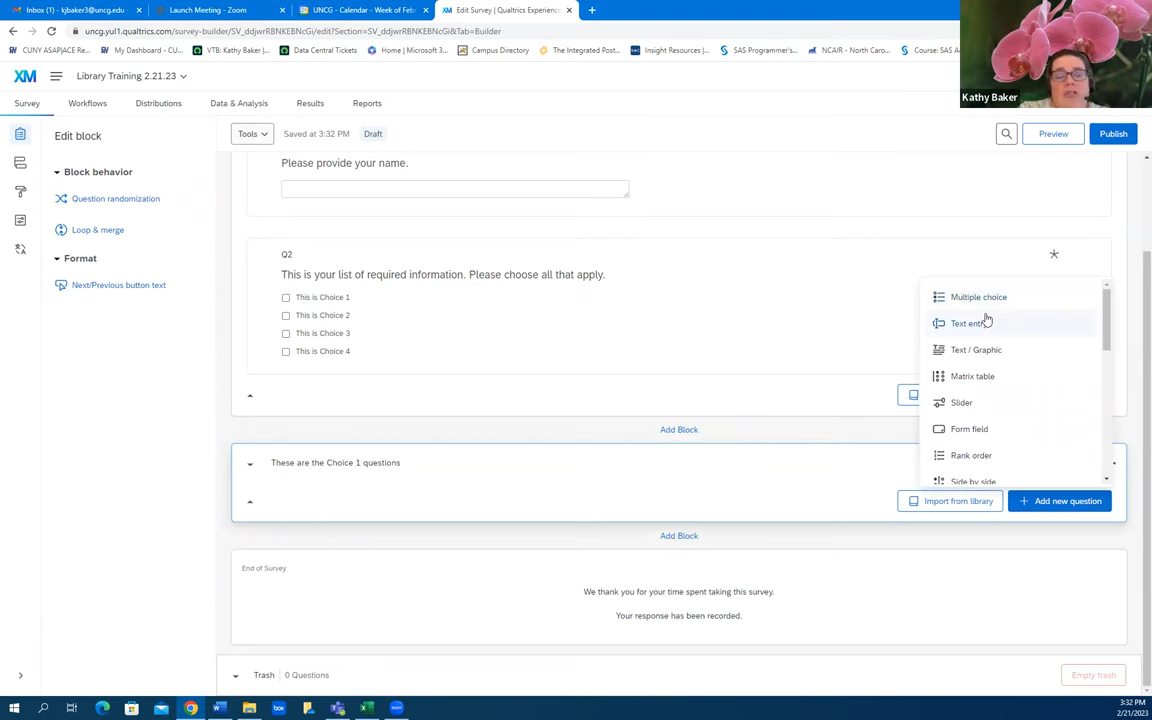 Inbox (10) - kjbaker3@uncg.edu - Launch Meeting - Zoom UNCG - Calendar - Week of Feb Edit Survey | Qualtrics Experienc
uncg.yul1.qualtrics.com/survey-builder/SV_ddjwrRBNKEBNcGi/edit?Section=SV_ddjwrRBNKEBNcGi&Tab=Builder
CUNY ASAP|ACE Re... My Dashboard - CU... VTB: Kathy Baker | Data Central Tickets Home | Microsoft 3... Campus Directory The Integrated Post... Insight Resources |... SAS Programmer's... NCAIR - North Caro... Course: SAS A
Kathy Baker
XM Library Training 2.21.23
Survey Workflows Distributions Data & Analysis Results Reports
Edit block
Tools Saved at 3:32 PM Draft Preview Publish
Block behavior
Question randomization
Loop & merge
Format
Next/Previous button text
Please provide your name.
Q2
This is your list of required information. Please choose all that apply.
This is Choice 1
This is Choice 2
This is Choice 3
This is Choice 4
Multiple choice
Text entry
Text / Graphic
Matrix table
Slider
Form field
Rank order
Side by side
Add Block
These are the Choice 1 questions
Import from library Add new question
Add Block
End of Survey
We thank you for your time spent taking this survey.
Your response has been recorded.
Trash 0 Questions Empty trash
3:32 PM
2/21/2023